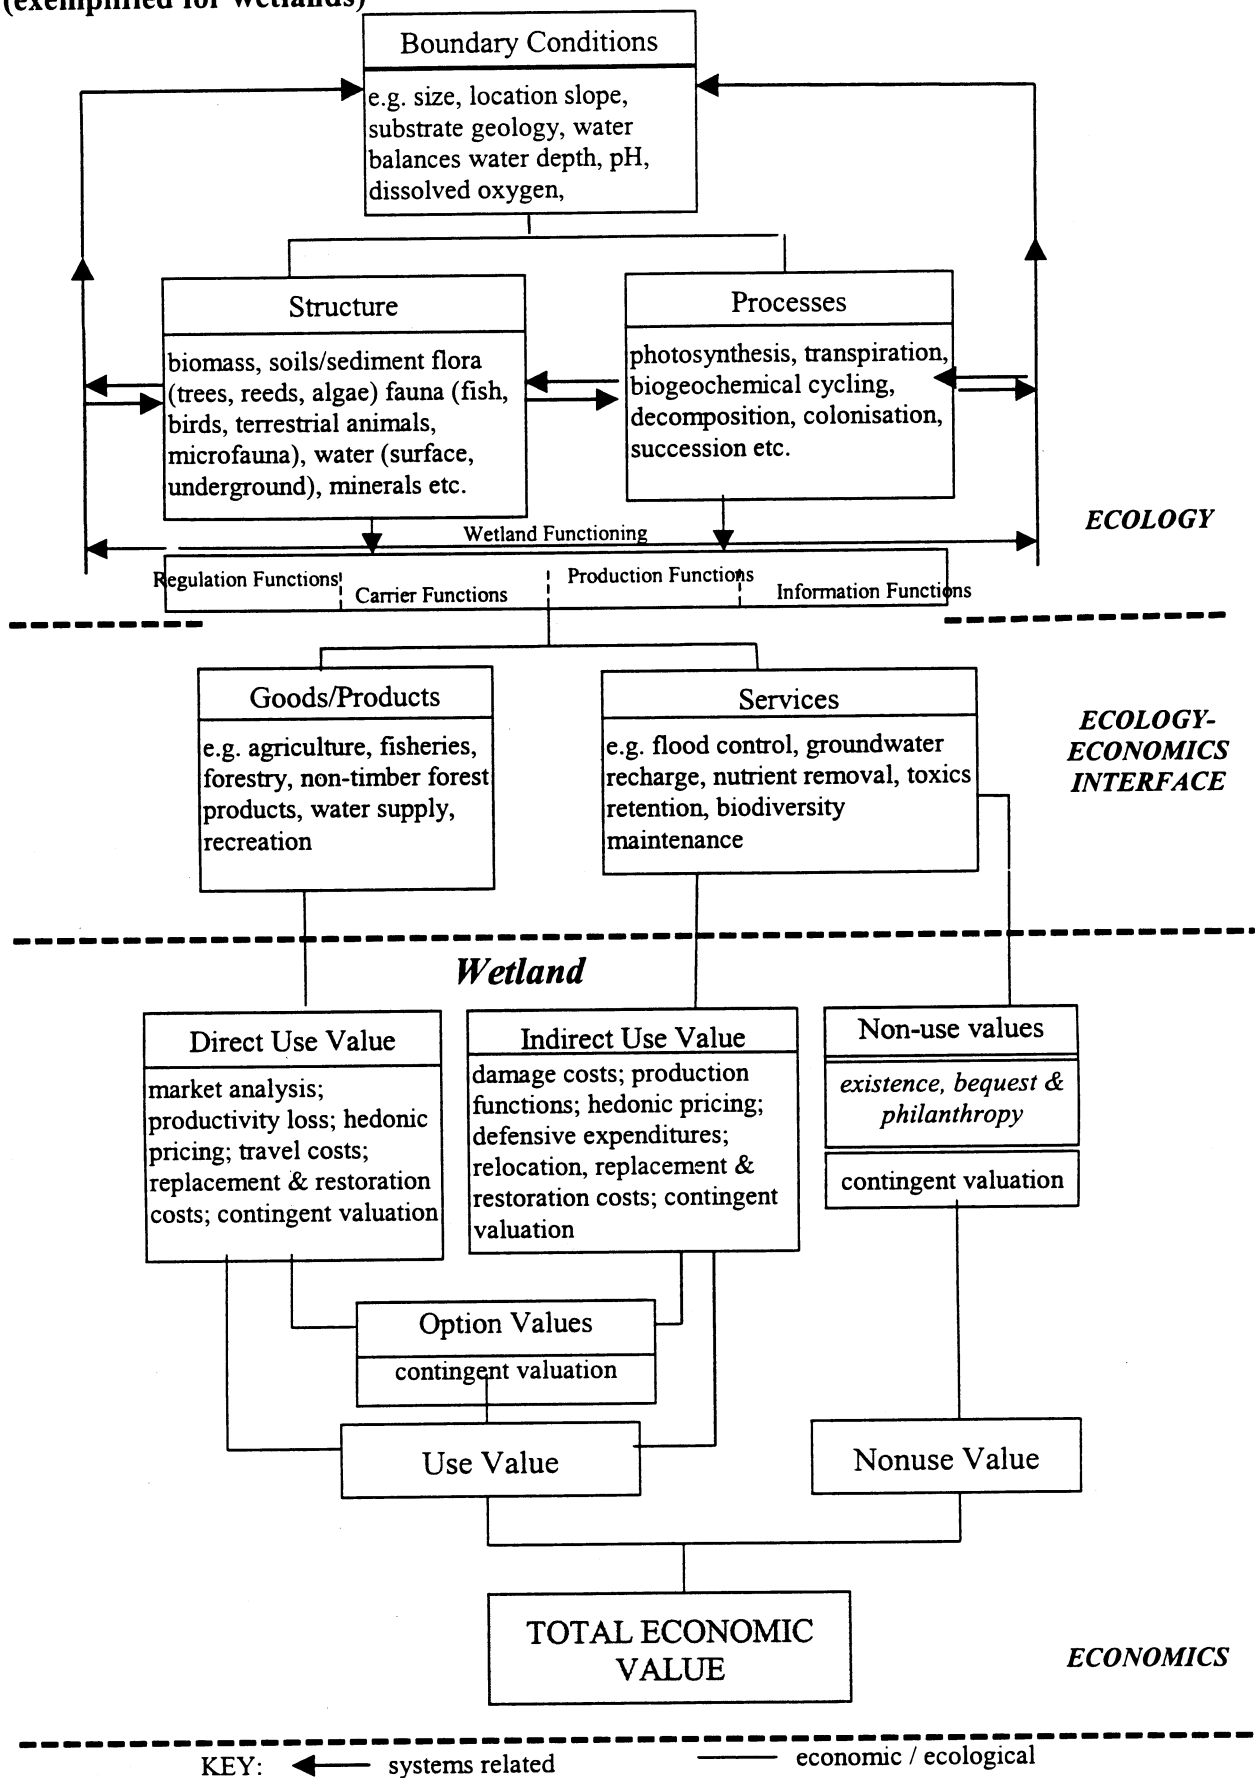 (exemplified for wetlands)
Boundary Conditions
e.g. size, location slope,
substrate geology, water
balances water depth, pH,
dissolved oxygen,
Structure
biomass, soils/sediment flora
(trees, reeds, algae) fauna (fish,
birds, terrestrial animals,
microfauna), water (surface,
underground), minerals etc.
Processes
photosynthesis, transpiration,
biogeochemical cycling,
decomposition, colonisation,
succession etc.
ECOLOGY
Wetland Functioning
Regulation Functions
Carrier Functions
Production Functions
Information Functions
Goods/Products
e.g. agriculture, fisheries,
forestry, non-timber forest
products, water supply,
recreation
Services
e.g. flood control, groundwater
recharge, nutrient removal, toxics
retention, biodiversity
maintenance
ECOLOGY-
ECONOMICS
INTERFACE
Wetland
Direct Use Value
market analysis;
productivity loss; hedonic
pricing; travel costs;
replacement & restoration
costs; contingent valuation
Indirect Use Value
damage costs; production
functions; hedonic pricing;
defensive expenditures;
relocation, replacement &
restoration costs; contingent
valuation
Non-use values
existence, bequest &
philanthropy
contingent valuation
Option Values
contingent valuation
Use Value
Nonuse Value
TOTAL ECONOMIC
VALUE
ECONOMICS
KEY: systems related economic / ecological